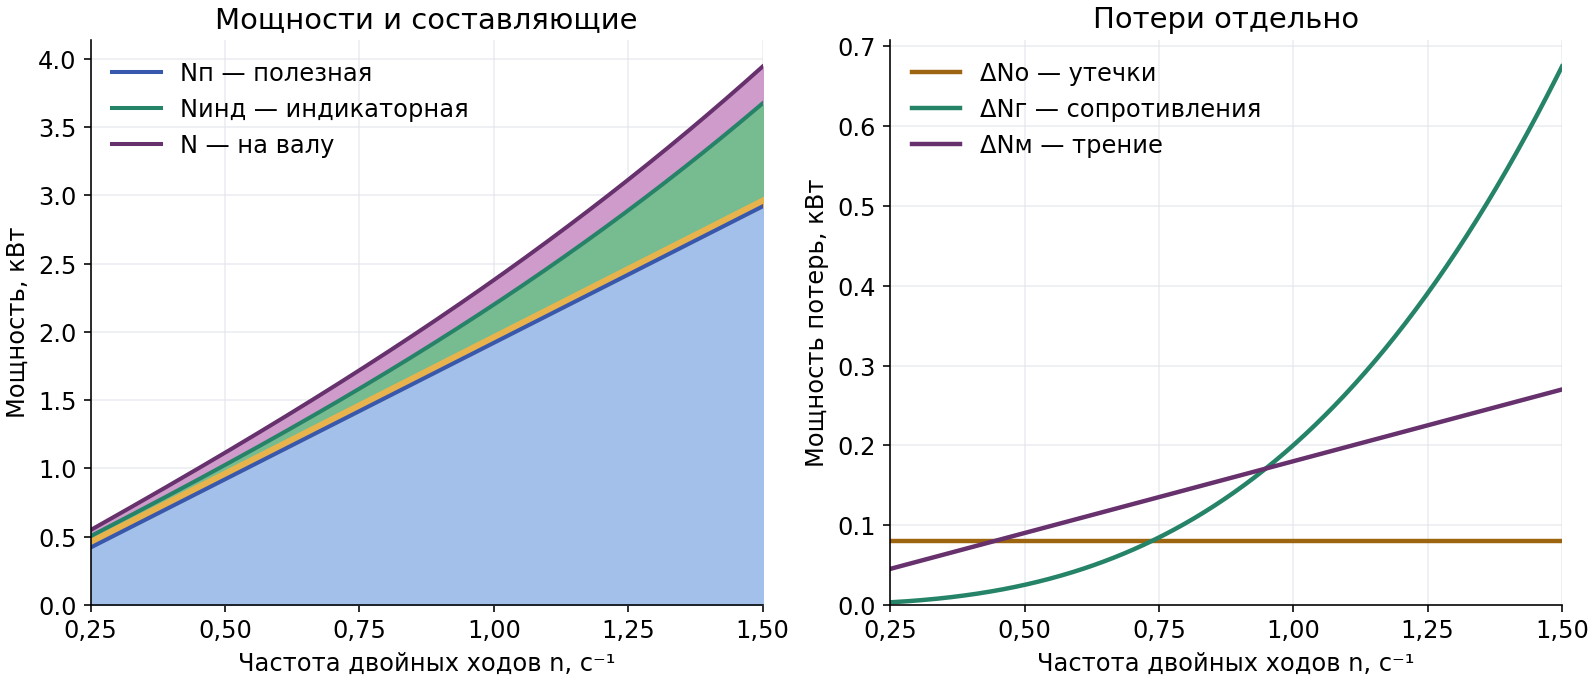 Мощности и составляющие
Nп — полезная
Nинд — индикаторная
N — на валу
Мощность, кВт
4.0
3.5
3.0
2.5
2.0
1.5
1.0
0.5
0.0
0,25
0,50
0,75
1,00
1,25
1,50
Частота двойных ходов n, с⁻¹
Потери отдельно
ΔNо — утечки
ΔNг — сопротивления
ΔNм — трение
Мощность потерь, кВт
0.7
0.6
0.5
0.4
0.3
0.2
0.1
0.0
0,25
0,50
0,75
1,00
1,25
1,50
Частота двойных ходов n, с⁻¹